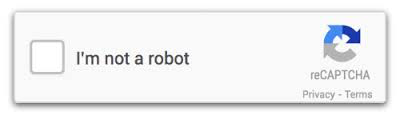 I'm not a robot
reCAPTCHA
Privacy - Terms